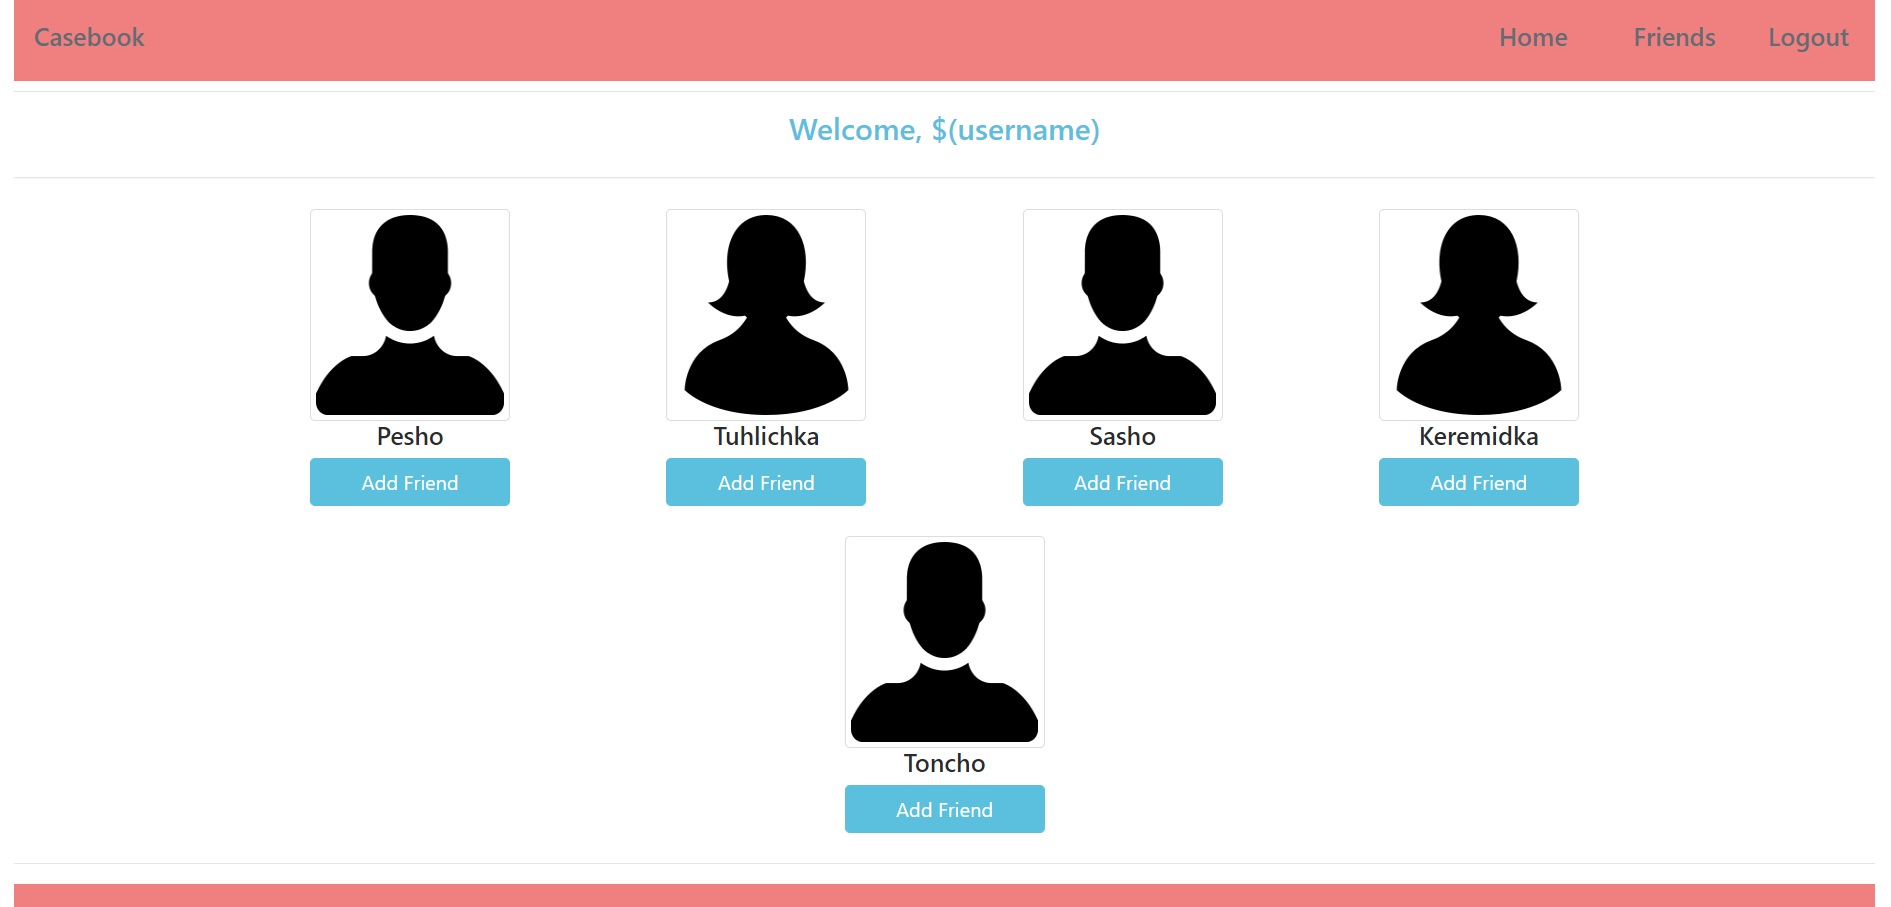 Casebook Home Friends Logout
Welcome, $(username)
Pesho Tuhlichka Sasho Keremidka
Add Friend Add Friend Add Friend Add Friend
Toncho
Add Friend